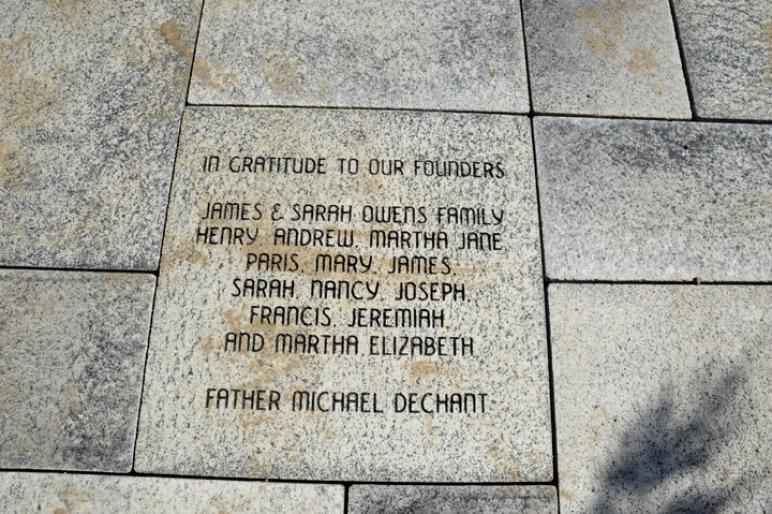 IN GRATITUDE TO OUR FOUNDERS
JAMES & SARAH OWENS FAMILY
HENRY ANDREW, MARTHA JANE,
PARIS, MARY, JAMES,
SARAH, NANCY, JOSEPH,
FRANCIS, JEREMIAH,
AND MARTHA ELIZABETH
FATHER MICHAEL DECHANT